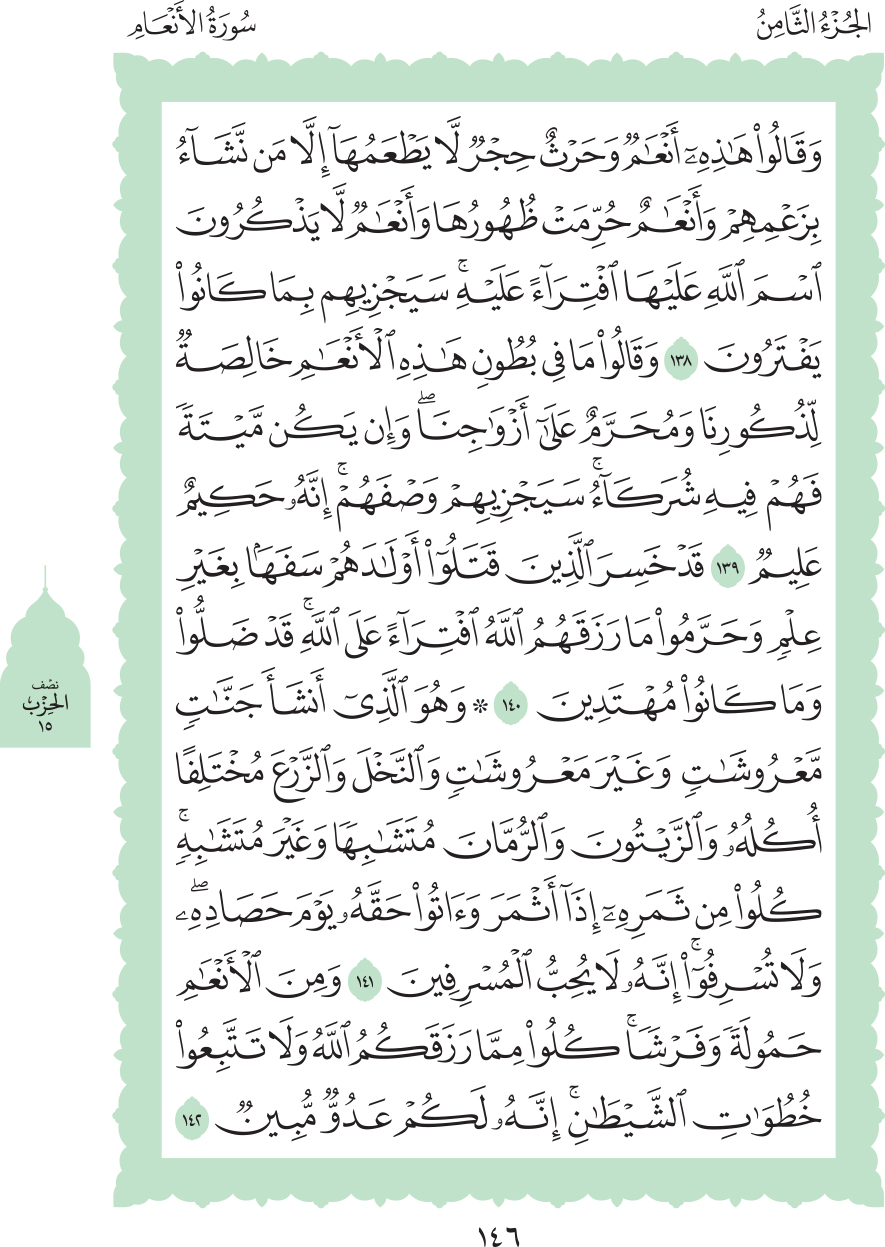 الجُزْءُ الثَّامِنُ
سُورَةُ الأَنْعَامِ
وَقَالُواْ هَٰذِهِۦٓ أَنْعَٰمٌ وَحَرْثٌ حِجْرٌ لَّا يَطْعَمُهَآ إِلَّا مَن نَّشَآءُ
بِزَعْمِهِمْ وَأَنْعَٰمٌ حُرِّمَتْ ظُهُورُهَا وَأَنْعَٰمٌ لَّا يَذْكُرُونَ
ٱسْمَ ٱللَّهِ عَلَيْهَا ٱفْتِرَآءً عَلَيْهِۚ سَيَجْزِيهِم بِمَا كَانُواْ
يَفْتَرُونَ ١٣٨ وَقَالُواْ مَا فِى بُطُونِ هَٰذِهِ ٱلْأَنْعَٰمِ خَالِصَةٌ
لِّذُكُورِنَا وَمُحَرَّمٌ عَلَىٰٓ أَزْوَٰجِنَاۖ وَإِن يَكُن مَّيْتَةً
فَهُمْ فِيهِ شُرَكَآءُۚ سَيَجْزِيهِمْ وَصْفَهُمْۚ إِنَّهُۥ حَكِيمٌ
عَلِيمٌ ١٣٩ قَدْ خَسِرَ ٱلَّذِينَ قَتَلُوٓاْ أَوْلَٰدَهُمْ سَفَهًۢا بِغَيْرِ
عِلْمٍ وَحَرَّمُواْ مَا رَزَقَهُمُ ٱللَّهُ ٱفْتِرَآءً عَلَى ٱللَّهِۚ قَدْ ضَلُّواْ
وَمَا كَانُواْ مُهْتَدِينَ ١٤٠ ۞ وَهُوَ ٱلَّذِىٓ أَنشَأَ جَنَّٰتٍ
مَّعْرُوشَٰتٍ وَغَيْرَ مَعْرُوشَٰتٍ وَٱلنَّخْلَ وَٱلزَّرْعَ مُخْتَلِفًا
أُكُلُهُۥ وَٱلزَّيْتُونَ وَٱلرُّمَّانَ مُتَشَٰبِهًا وَغَيْرَ مُتَشَٰبِهٍۚ
كُلُواْ مِن ثَمَرِهِۦٓ إِذَآ أَثْمَرَ وَءَاتُواْ حَقَّهُۥ يَوْمَ حَصَادِهِۦۖ
وَلَا تُسْرِفُوٓاْۚ إِنَّهُۥ لَا يُحِبُّ ٱلْمُسْرِفِينَ ١٤١ وَمِنَ ٱلْأَنْعَٰمِ
حَمُولَةً وَفَرْشًاۚ كُلُواْ مِمَّا رَزَقَكُمُ ٱللَّهُ وَلَا تَتَّبِعُواْ
خُطُوَٰتِ ٱلشَّيْطَٰنِۚ إِنَّهُۥ لَكُمْ عَدُوٌّ مُّبِينٌ ١٤٢
نصف
الحِزْب
١٥
١٤٦